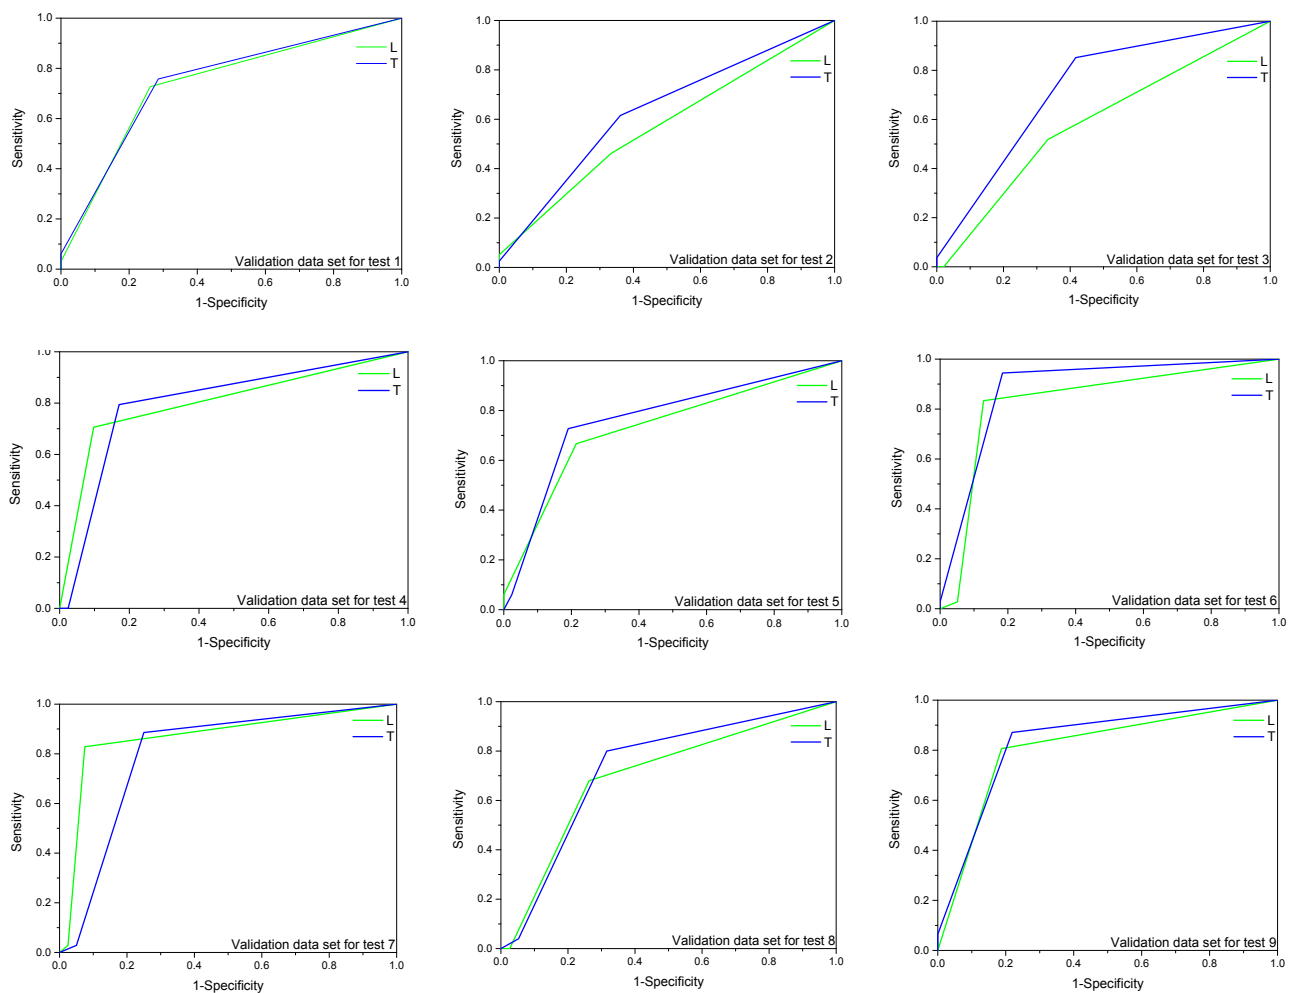 1.0
0.8
0.6
0.4
0.2
0.0
Sensitivity
L
T
Validation data set for test 1
0.0 0.2 0.4 0.6 0.8 1.0
1-Specificity
1.0
0.8
0.6
0.4
0.2
0.0
Sensitivity
L
T
Validation data set for test 2
0.0 0.2 0.4 0.6 0.8 1.0
1-Specificity
1.0
0.8
0.6
0.4
0.2
0.0
Sensitivity
L
T
Validation data set for test 3
0.0 0.2 0.4 0.6 0.8 1.0
1-Specificity
1.0
0.8
0.6
0.4
0.2
0.0
Sensitivity
L
T
Validation data set for test 4
0.0 0.2 0.4 0.6 0.8 1.0
1-Specificity
1.0
0.8
0.6
0.4
0.2
0.0
Sensitivity
L
T
Validation data set for test 5
0.0 0.2 0.4 0.6 0.8 1.0
1-Specificity
1.0
0.8
0.6
0.4
0.2
0.0
Sensitivity
L
T
Validation data set for test 6
0.0 0.2 0.4 0.6 0.8 1.0
1-Specificity
1.0
0.8
0.6
0.4
0.2
0.0
Sensitivity
L
T
Validation data set for test 7
0.0 0.2 0.4 0.6 0.8 1.0
1-Specificity
1.0
0.8
0.6
0.4
0.2
0.0
Sensitivity
L
T
Validation data set for test 8
0.0 0.2 0.4 0.6 0.8 1.0
1-Specificity
1.0
0.8
0.6
0.4
0.2
0.0
Sensitivity
L
T
Validation data set for test 9
0.0 0.2 0.4 0.6 0.8 1.0
1-Specificity